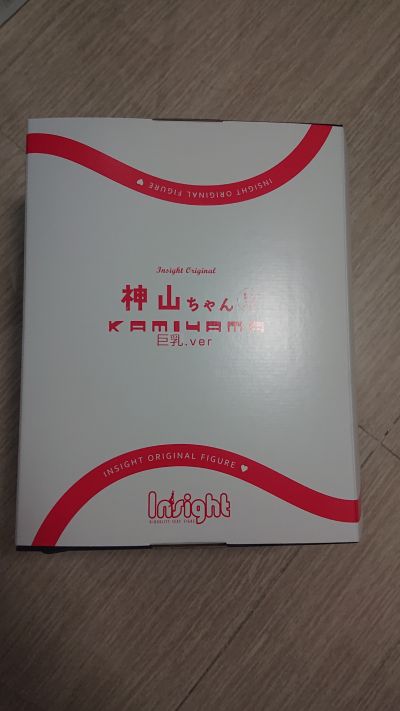 INSIGHT ORIGINAL FIGURE ♥
Insight Original
神山ちゃん
KAMIYAMA
巨乳.ver
INSIGHT ORIGINAL FIGURE ♥
Insight